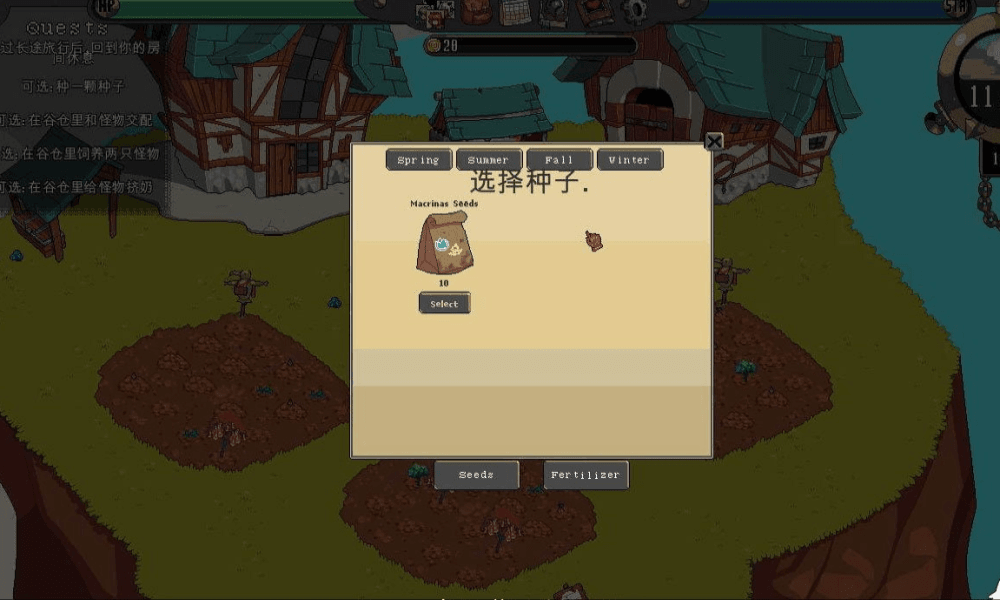 HP
Quests
过长途旅行后,回到你的房
间休息
可选:种一颗种子
可选:在谷仓里和怪物交配
选:在谷仓里饲养两只怪物
可选:在谷仓里给怪物挤奶
20
11
Spring
Summer
Fall
Winter
选择种子.
Macrinas Seeds
10
Select
Seeds
Fertilizer